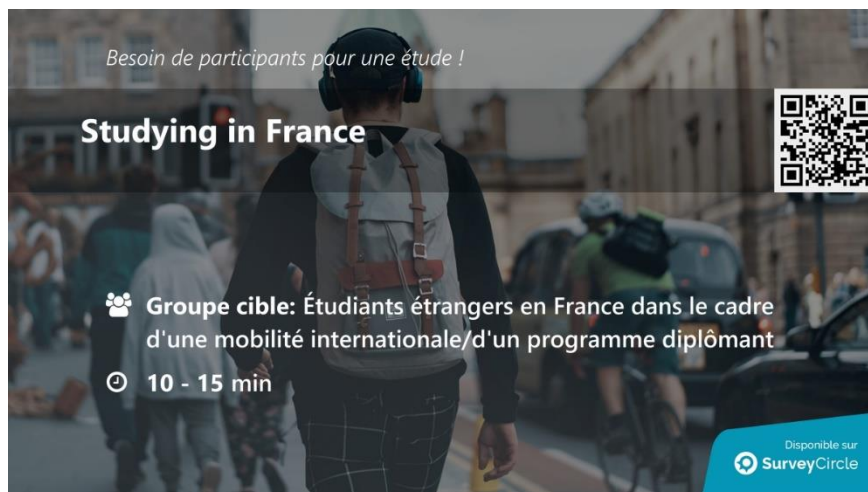 Besoin de participants pour une étude !
Studying in France
Groupe cible: Étudiants étrangers en France dans le cadre
d'une mobilité internationale/d'un programme diplômant
10 - 15 min
Disponible sur
SurveyCircle